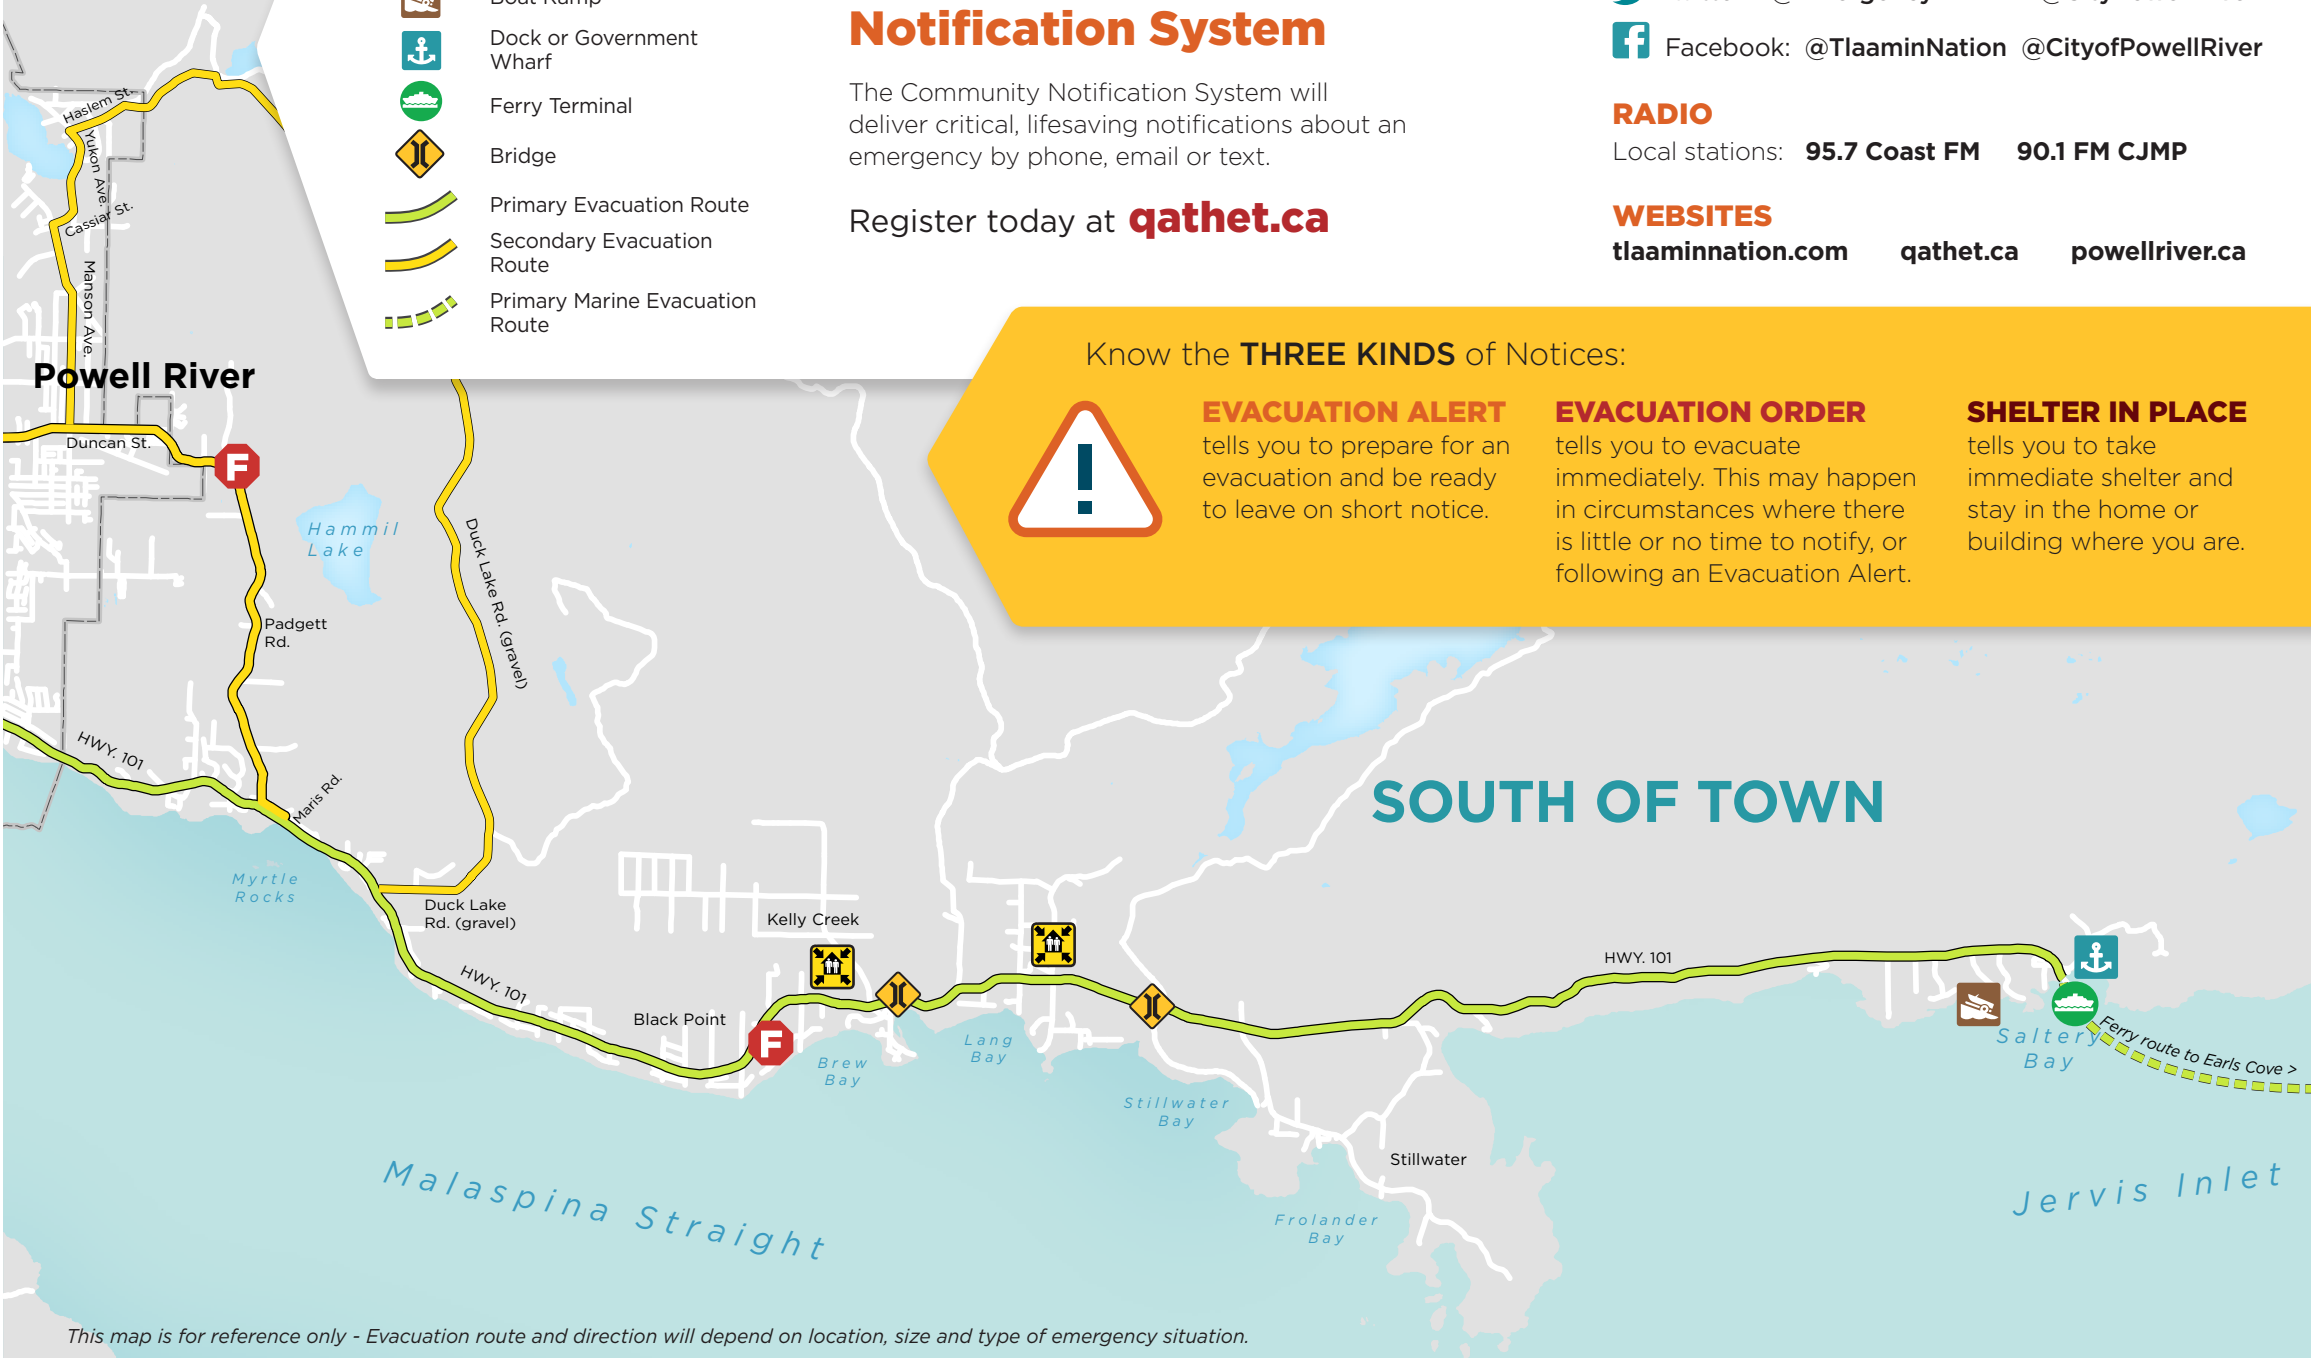 Boat Ramp
Dock or Government
Wharf
Ferry Terminal
Bridge
Primary Evacuation Route
Secondary Evacuation
Route
Primary Marine Evacuation
Route
Notification System
The Community Notification System will
deliver critical, lifesaving notifications about an
emergency by phone, email or text.
Register today at qathet.ca
Facebook: @TlaaminNation @CityofPowellRiver
RADIO
Local stations: 95.7 Coast FM 90.1 FM CJMP
WEBSITES
tlaaminnation.com qathet.ca powellriver.ca
Know the THREE KINDS of Notices:
!
EVACUATION ALERT
tells you to prepare for an
evacuation and be ready
to leave on short notice.
EVACUATION ORDER
tells you to evacuate
immediately. This may happen
in circumstances where there
is little or no time to notify, or
following an Evacuation Alert.
SHELTER IN PLACE
tells you to take
immediate shelter and
stay in the home or
building where you are.
Haslem St.
Yukon Ave.
Cassiar St.
Manson Ave.
Powell River
Duncan St.
F
Hammil
Lake
Duck Lake Rd. (gravel)
Padgett
Rd.
HWY. 101
Maris Rd.
SOUTH OF TOWN
Myrtle
Rocks
Duck Lake
Rd. (gravel)
Kelly Creek
HWY. 101
HWY. 101
Black Point
F
Brew
Bay
Lang
Bay
Saltery
Bay
Ferry route to Earls Cove >
Stillwater
Bay
Stillwater
Malaspina Straight
Jervis Inlet
Frolander
Bay
This map is for reference only - Evacuation route and direction will depend on location, size and type of emergency situation.